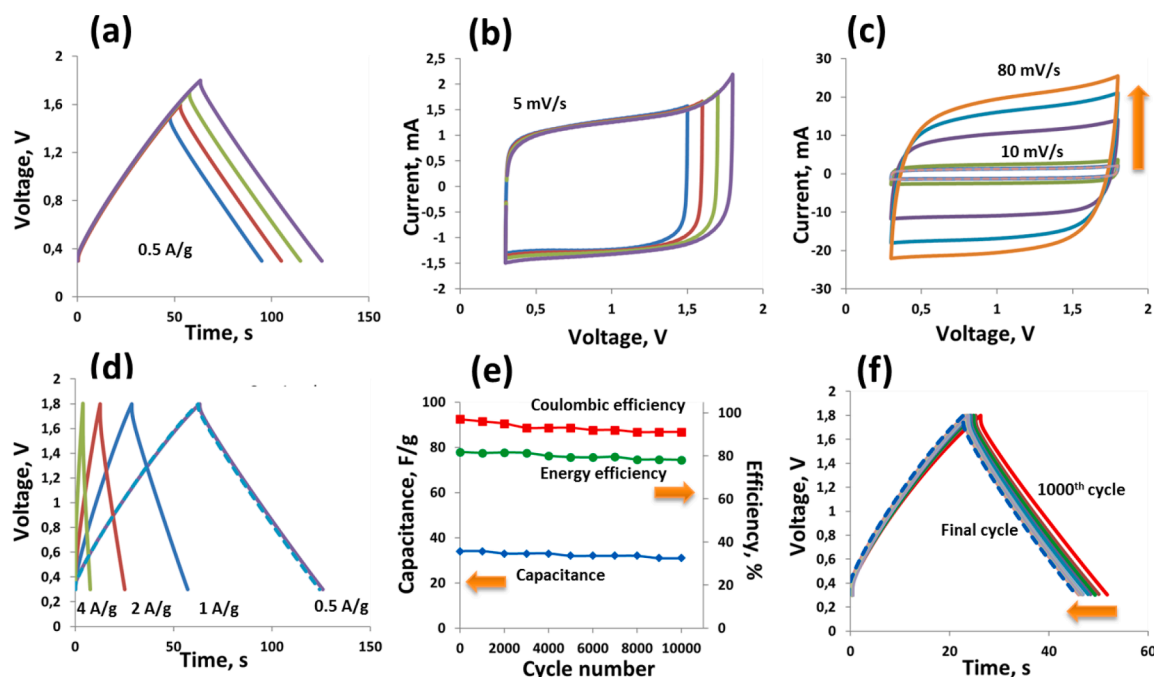 (a)
Voltage, V
2
1,6
1,2
0,8
0,4
0
0.5 A/g
0 50 100 150
Time, s
(b)
Current, mA
2,5
2
1,5
1
0,5
0
-0,5
-1
-1,5
-2
5 mV/s
0 0,5 1 1,5 2
Voltage, V
(c)
Current, mA
30
20
10
0
-10
-20
-30
80 mV/s
10 mV/s
0 0,5 1 1,5 2
Voltage, V
(d)
Voltage, V
2
1,8
1,6
1,4
1,2
1
0,8
0,6
0,4
0,2
0
4 A/g 2 A/g 1 A/g 0.5 A/g
0 50 100 150
Time, s
(e)
Capacitance, F/g
100
80
60
40
20
0
Coulombic efficiency
Energy efficiency
Capacitance
100
80
60
40
20
0
Efficiency, %
0 2000 4000 6000 8000 10000
Cycle number
(f)
Voltage, V
2
1,8
1,6
1,4
1,2
1
0,8
0,6
0,4
0,2
0
1000th cycle
Final cycle
0 20 40 60
Time, s